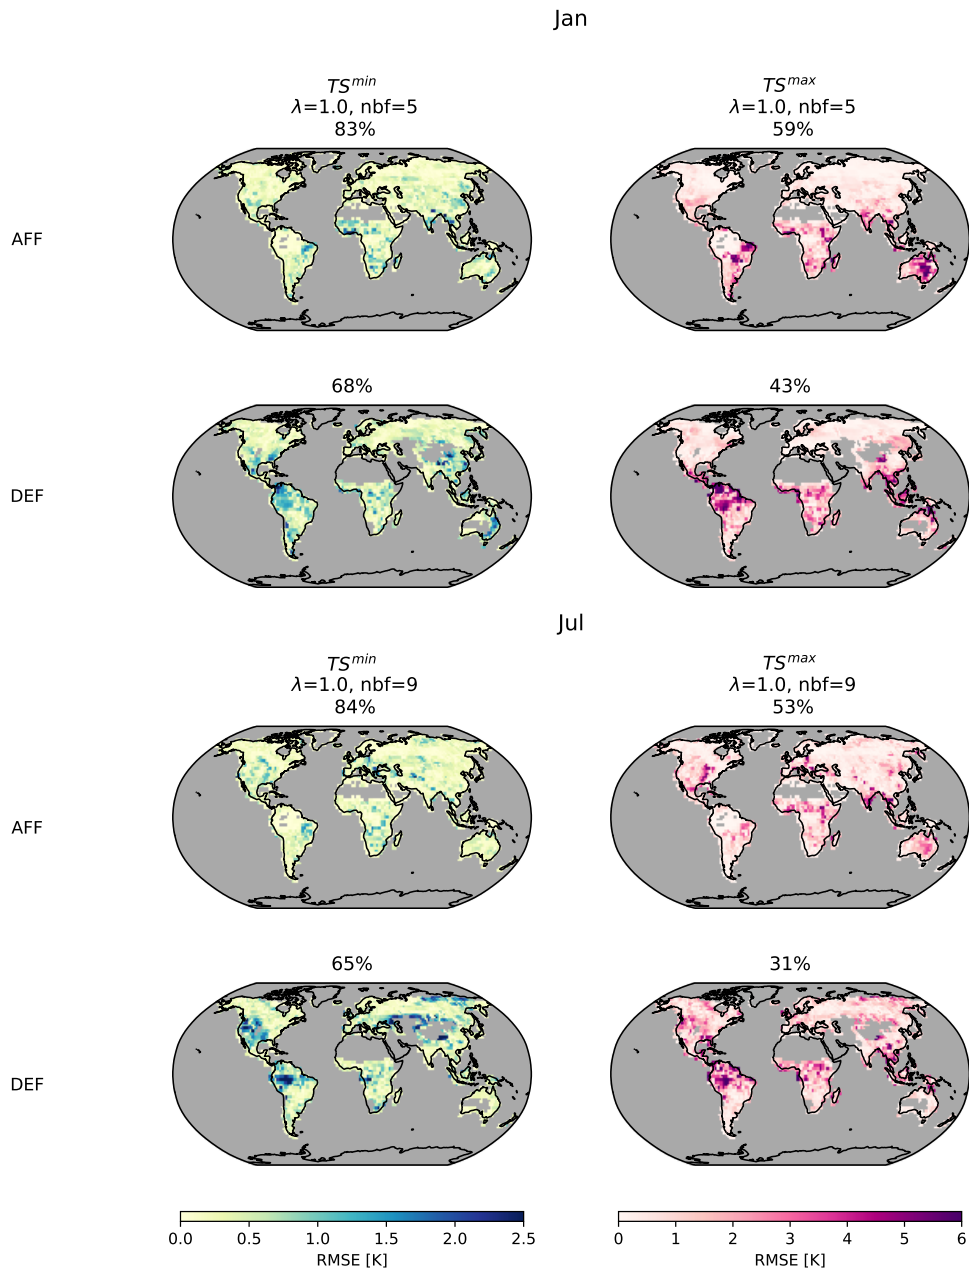 Jan
TS^min
λ=1.0, nbf=5
83%
TS^max
λ=1.0, nbf=5
59%
AFF
68%
43%
DEF
Jul
TS^min
λ=1.0, nbf=9
84%
TS^max
λ=1.0, nbf=9
53%
AFF
65%
31%
DEF
0.0 0.5 1.0 1.5 2.0 2.5
RMSE [K]
0 1 2 3 4 5 6
RMSE [K]